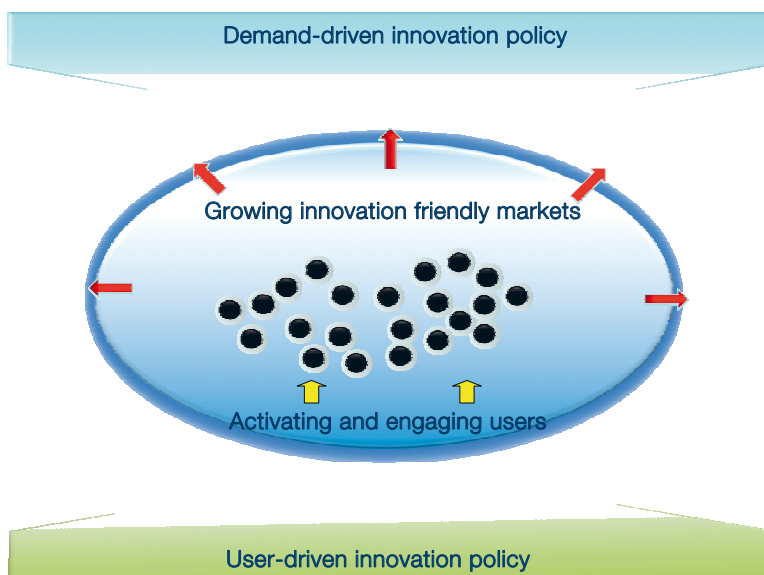 Demand-driven innovation policy
Growing innovation friendly markets
Activating and engaging users
User-driven innovation policy